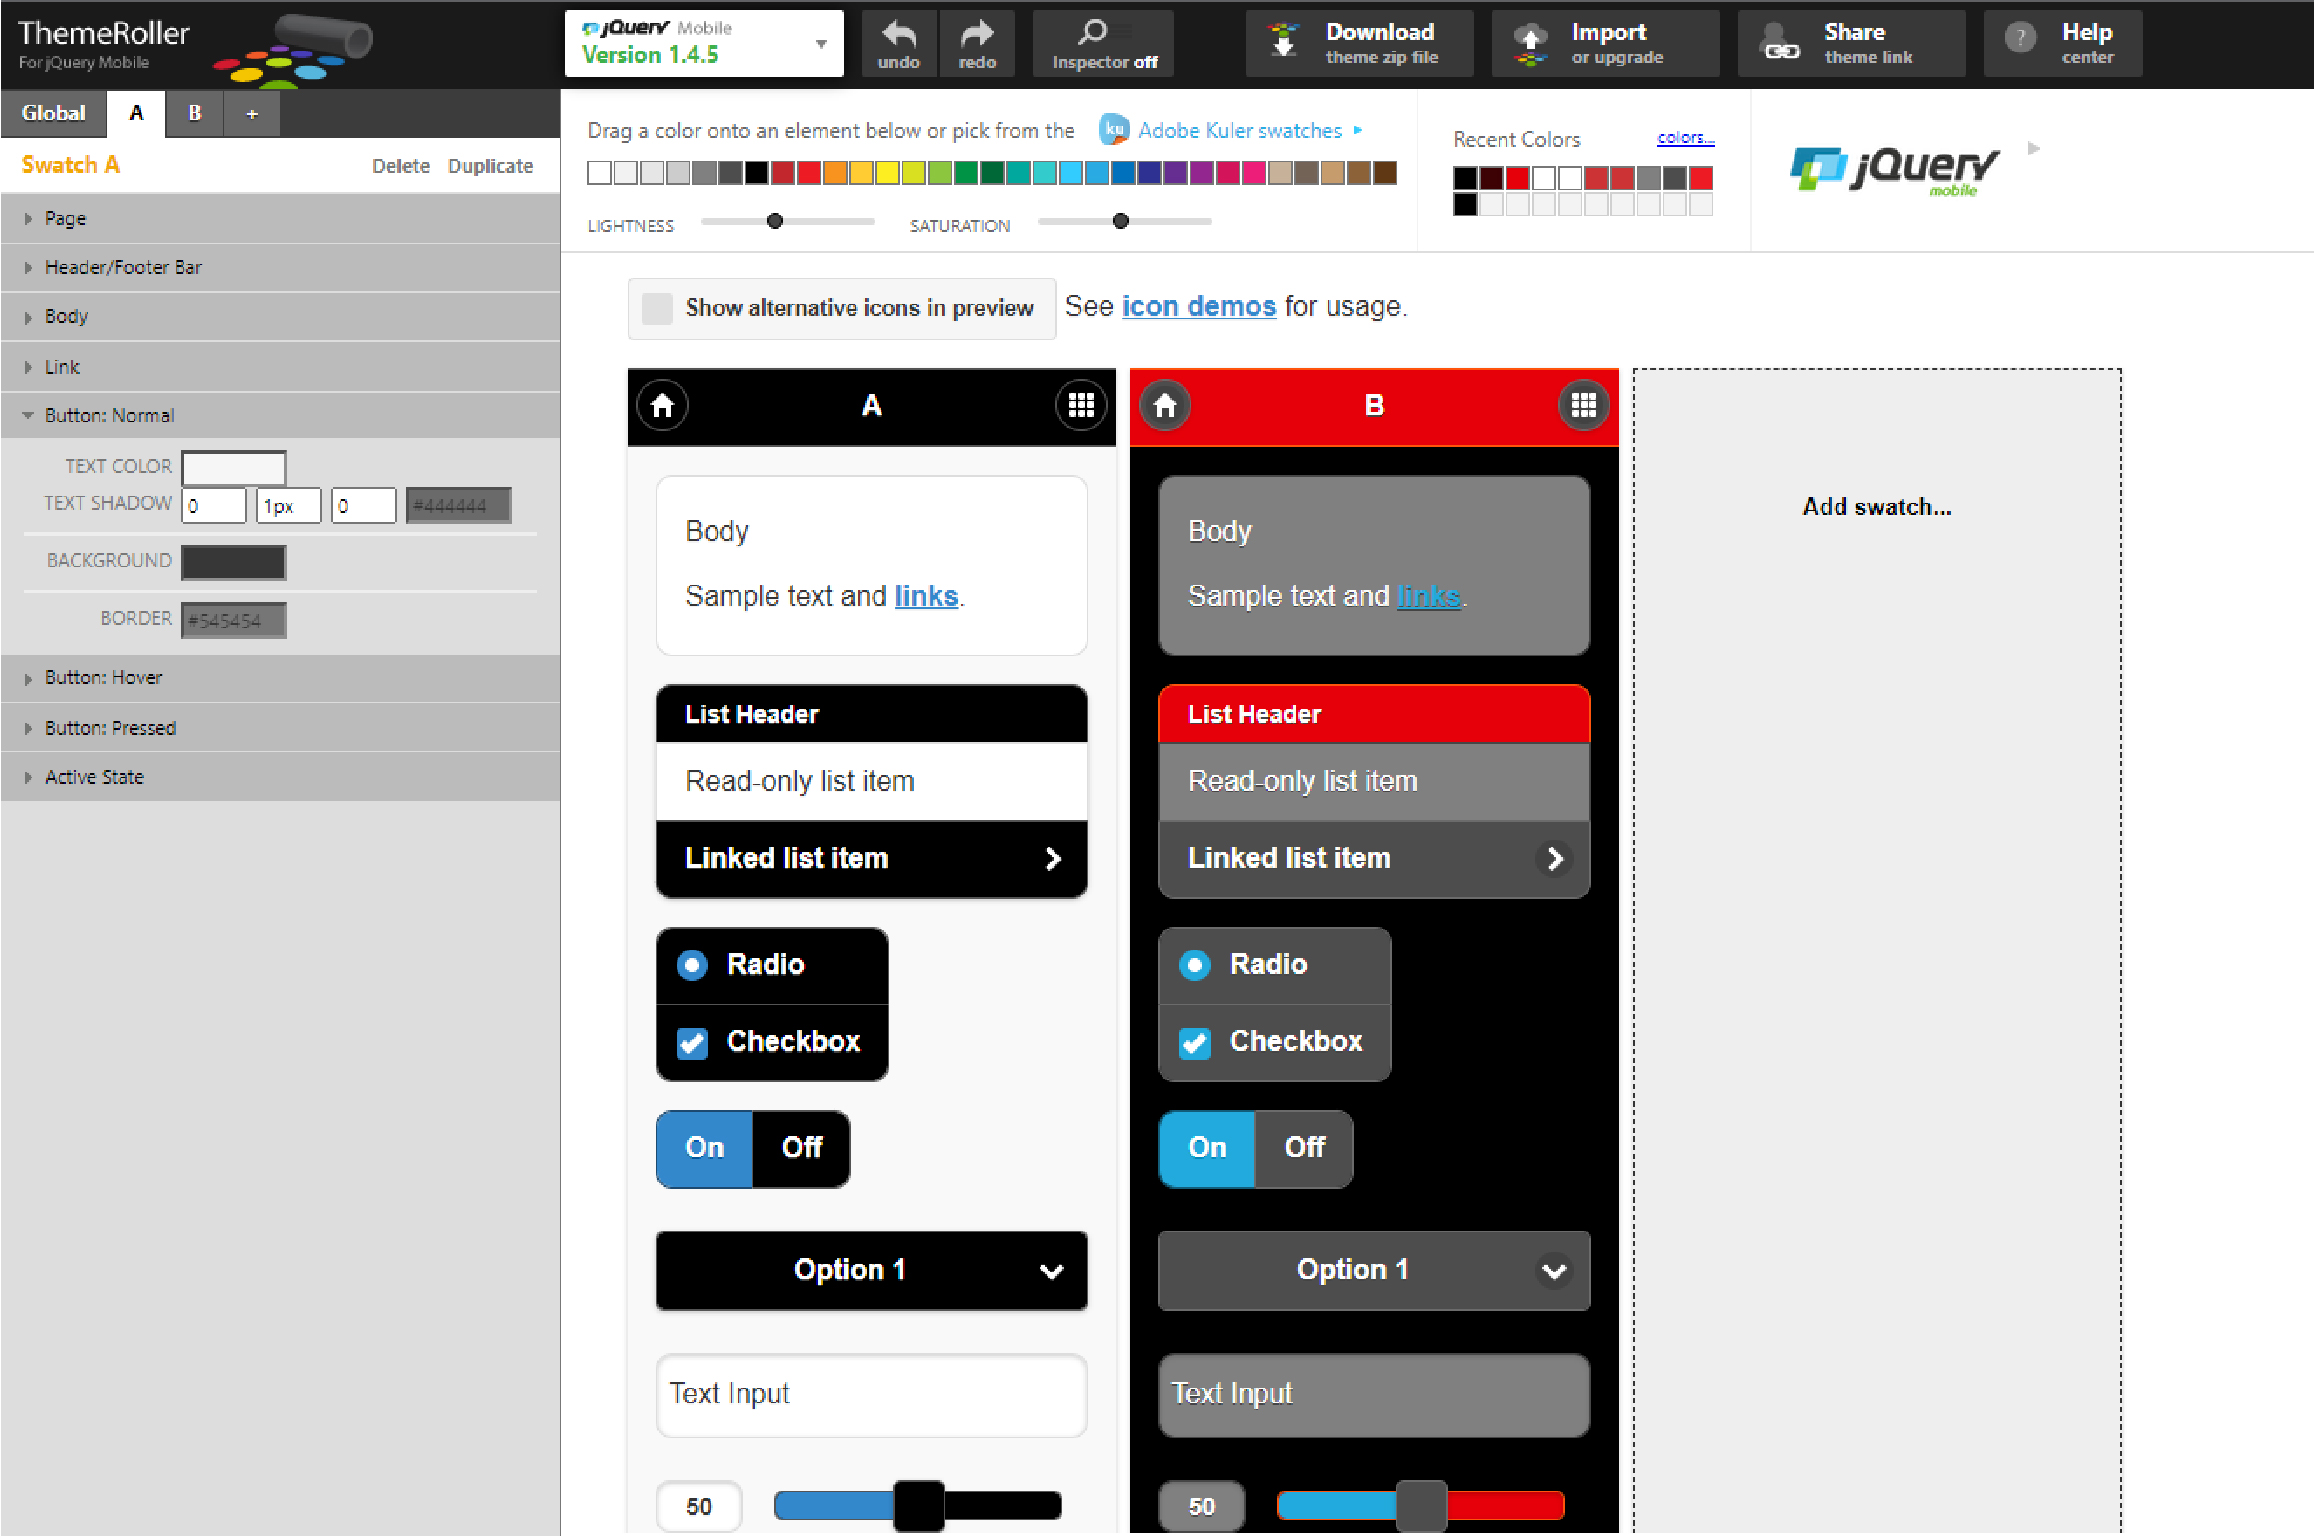 ThemeRoller
For jQuery Mobile
jQuery Mobile
Version 1.4.5
undo
redo
Inspector off
Download
theme zip file
Import
or upgrade
Share
theme link
?
Help
center
Global
A
B
+
Swatch A
Delete
Duplicate
Page
Header/Footer Bar
Body
Link
Button: Normal
TEXT COLOR
TEXT SHADOW
0
1px
0
#444444
BACKGROUND
BORDER
#545454
Button: Hover
Button: Pressed
Active State
Drag a color onto an element below or pick from the
ku
Adobe Kuler swatches
LIGHTNESS
SATURATION
Recent Colors
colors...
jQuery
mobile
Show alternative icons in preview
See icon demos for usage.
A
Body
Sample text and links.
List Header
Read-only list item
Linked list item
Radio
Checkbox
On
Off
Option 1
Text Input
50
B
Body
Sample text and links.
List Header
Read-only list item
Linked list item
Radio
Checkbox
On
Off
Option 1
Text Input
50
Add swatch...